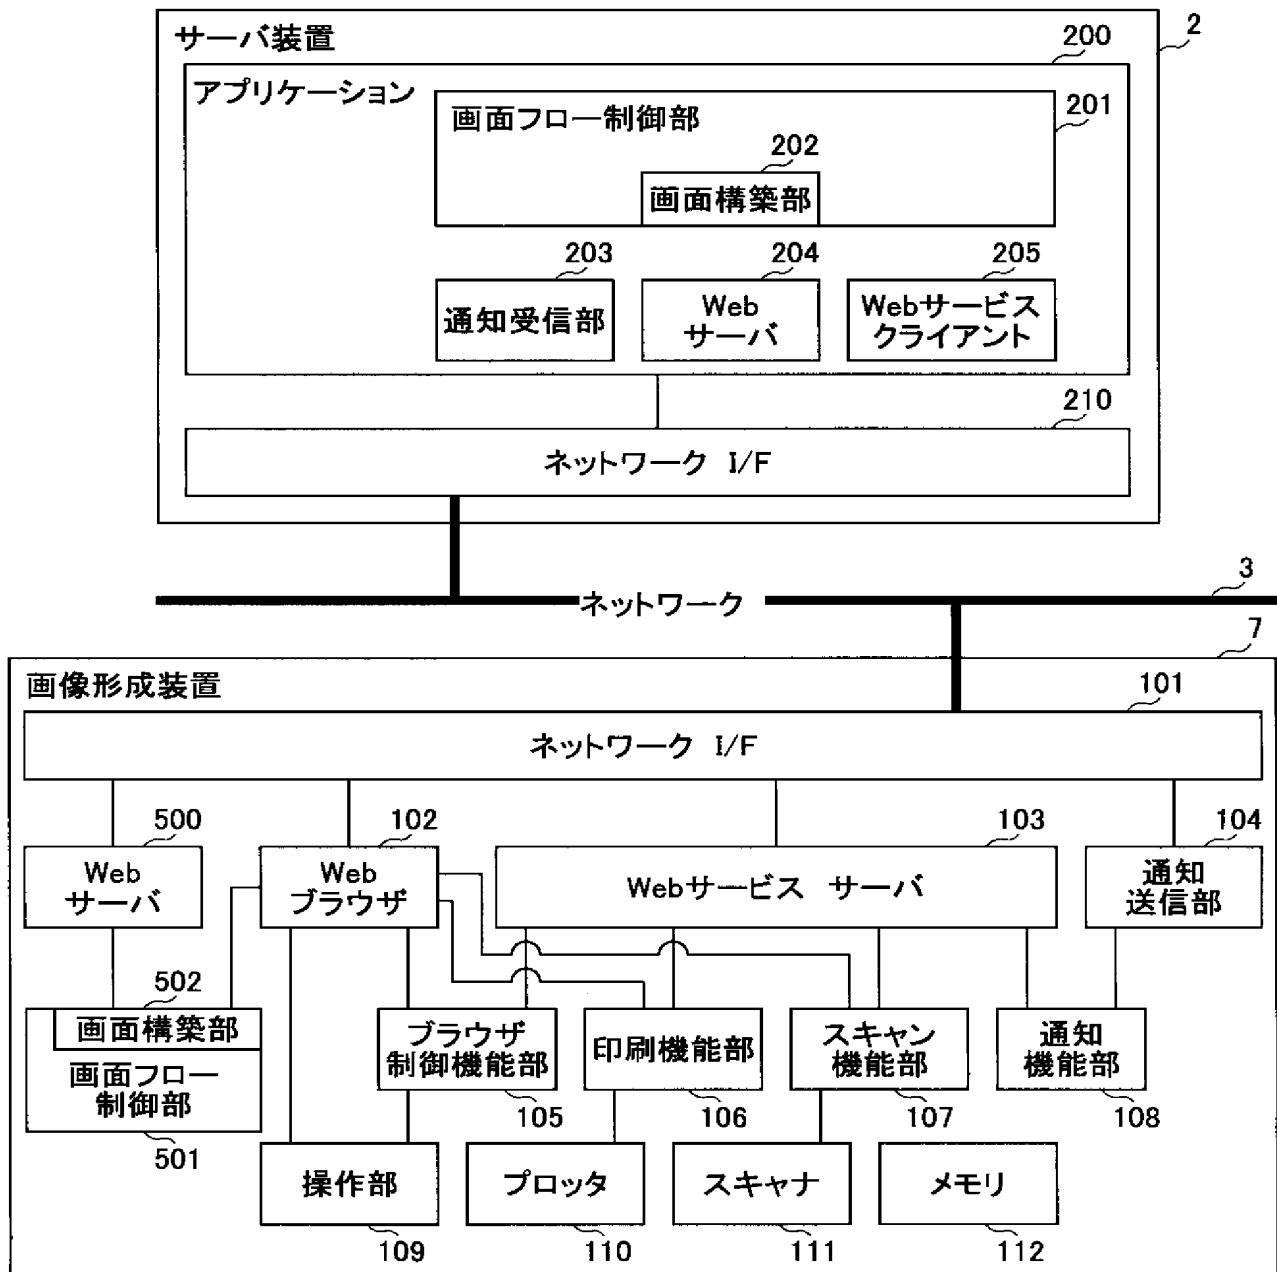 サーバ装置
2
200
アプリケーション
201
画面フロー制御部
202
画面構築部
203
204
205
通知受信部
Web
サーバ
Webサービス
クライアント
210
ネットワーク I/F
3
ネットワーク
7
画像形成装置
101
ネットワーク I/F
500
102
103
104
Web
サーバ
Web
ブラウザ
Webサービス サーバ
通知
送信部
502
画面構築部
画面フロー
制御部
501
ブラウザ
制御機能部
105
印刷機能部
106
スキャン
機能部
107
通知
機能部
108
操作部
109
プロッタ
110
スキャナ
111
メモリ
112